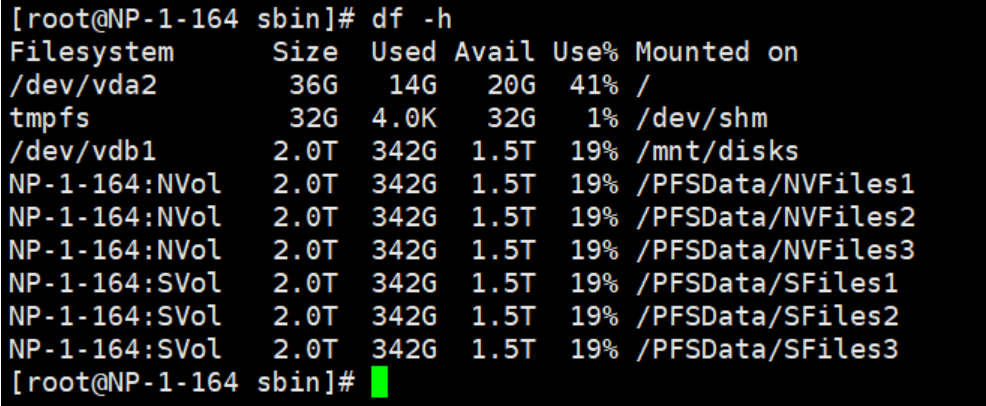 [root@NP-1-164 sbin]# df -h
Filesystem      Size  Used Avail Use% Mounted on
/dev/vda2        36G   14G   20G  41% /
tmpfs            32G  4.0K   32G   1% /dev/shm
/dev/vdb1       2.0T  342G  1.5T  19% /mnt/disks
NP-1-164:NVol   2.0T  342G  1.5T  19% /PFSData/NVFiles1
NP-1-164:NVol   2.0T  342G  1.5T  19% /PFSData/NVFiles2
NP-1-164:NVol   2.0T  342G  1.5T  19% /PFSData/NVFiles3
NP-1-164:SVol   2.0T  342G  1.5T  19% /PFSData/SFiles1
NP-1-164:SVol   2.0T  342G  1.5T  19% /PFSData/SFiles2
NP-1-164:SVol   2.0T  342G  1.5T  19% /PFSData/SFiles3
[root@NP-1-164 sbin]#